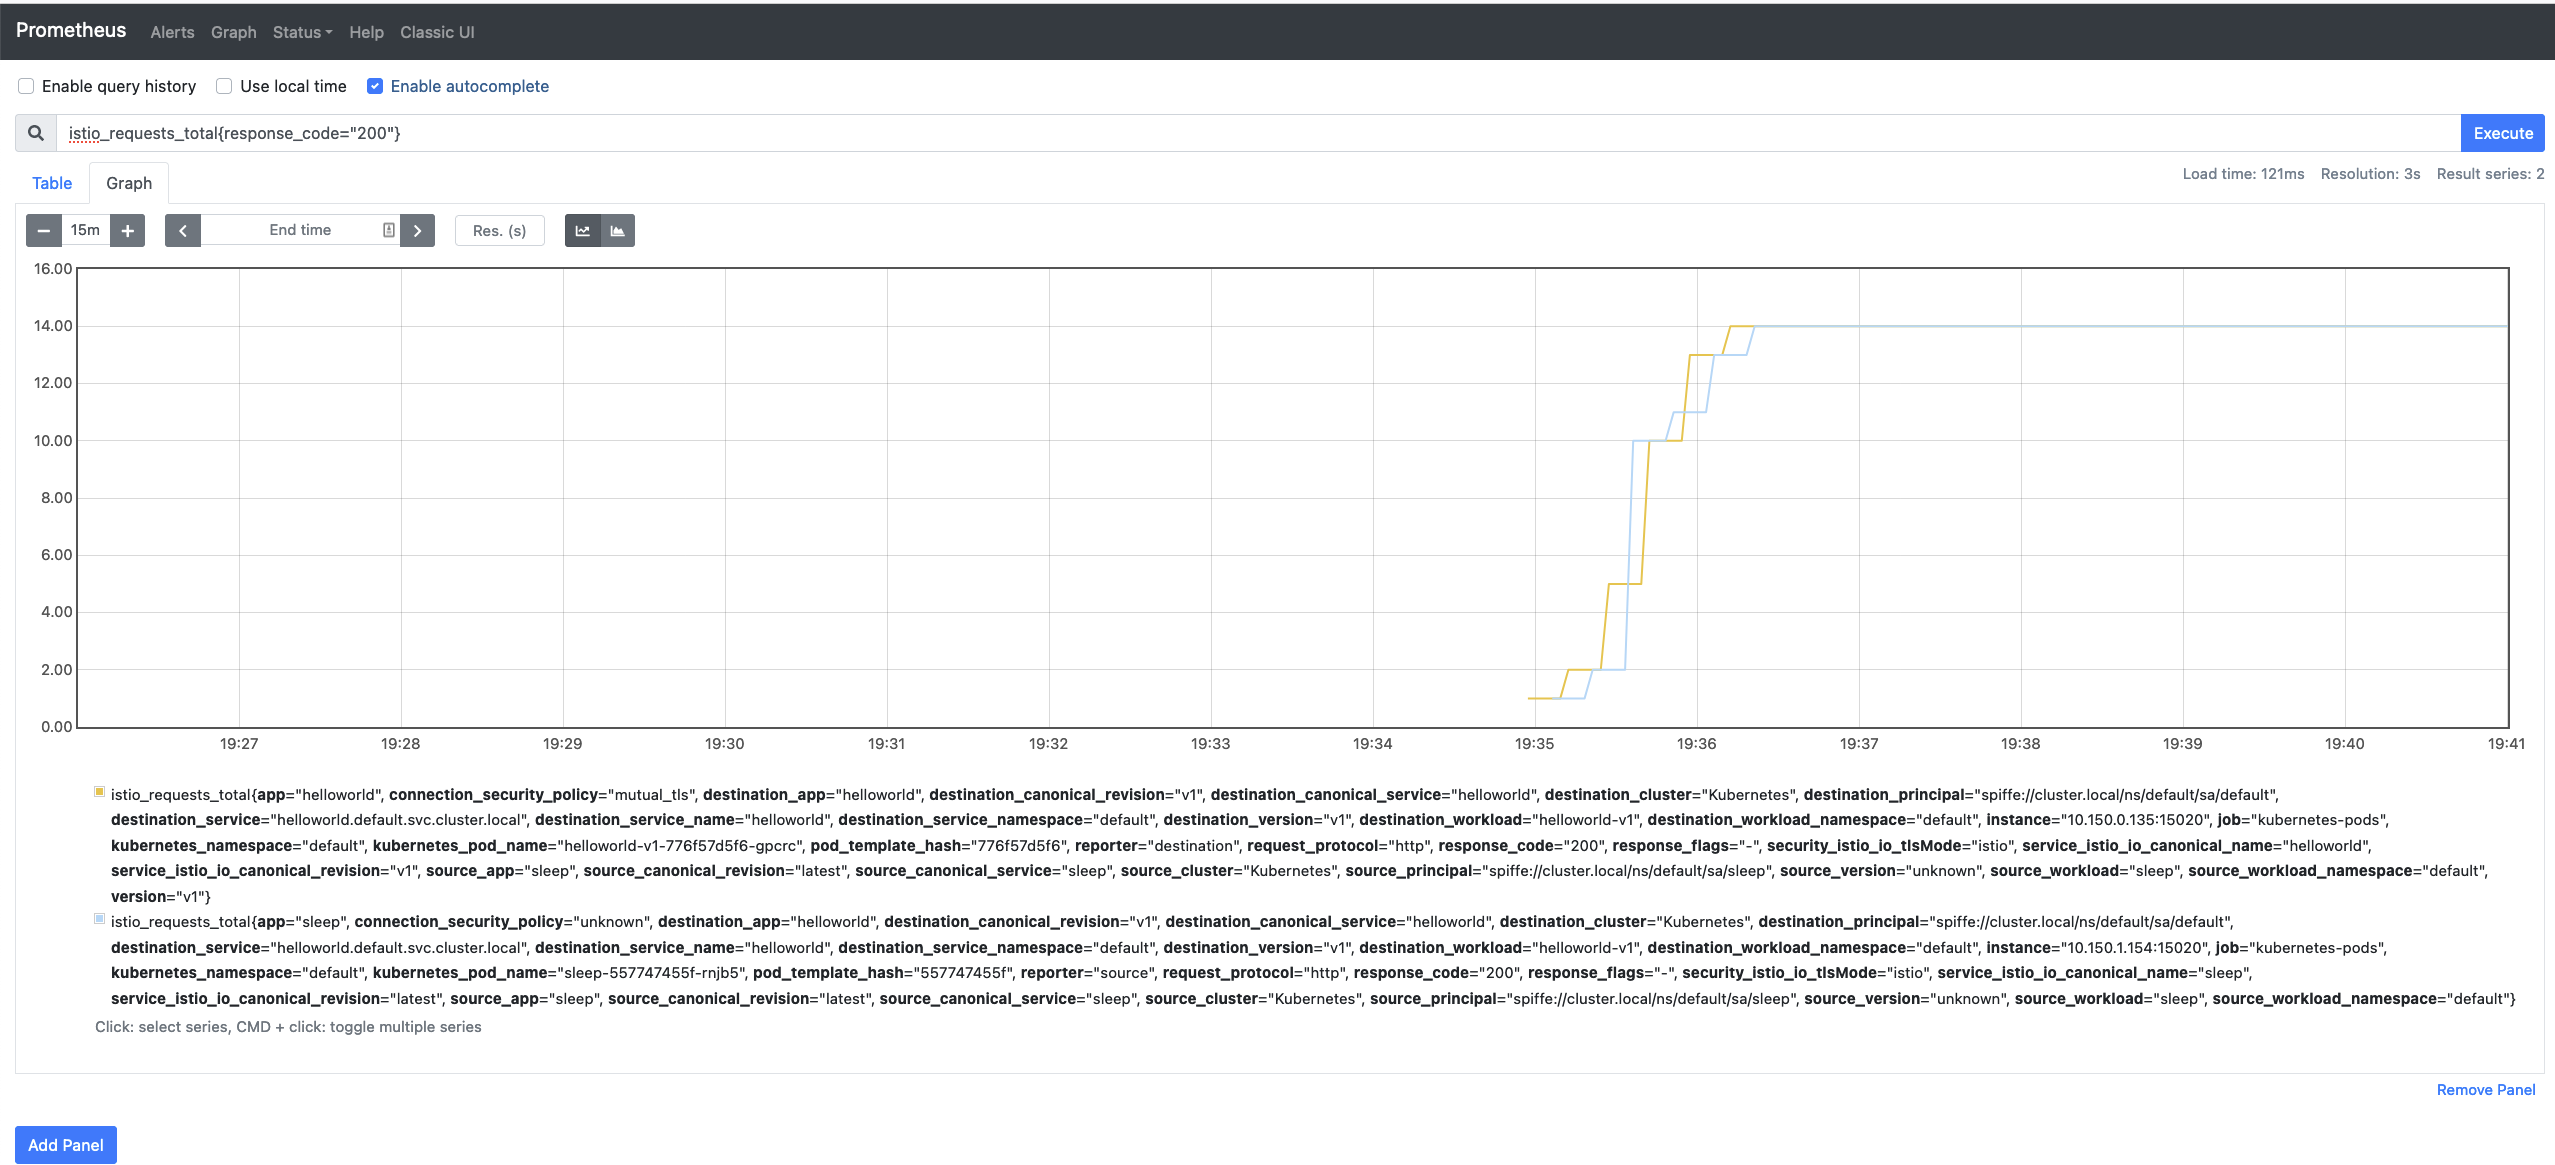 Prometheus Alerts Graph Status Help Classic UI
Enable query history Use local time Enable autocomplete
istio_requests_total{response_code="200"} Execute
Table Graph Load time: 121ms Resolution: 3s Result series: 2
15m End time Res. (s)
16.00
14.00
12.00
10.00
8.00
6.00
4.00
2.00
0.00
19:27 19:28 19:29 19:30 19:31 19:32 19:33 19:34 19:35 19:36 19:37 19:38 19:39 19:40 19:41
istio_requests_total{app="helloworld", connection_security_policy="mutual_tls", destination_app="helloworld", destination_canonical_revision="v1", destination_canonical_service="helloworld", destination_cluster="Kubernetes", destination_principal="spiffe://cluster.local/ns/default/sa/default",
destination_service="helloworld.default.svc.cluster.local", destination_service_name="helloworld", destination_service_namespace="default", destination_version="v1", destination_workload="helloworld-v1", destination_workload_namespace="default", instance="10.150.0.135:15020", job="kubernetes-pods",
kubernetes_namespace="default", kubernetes_pod_name="helloworld-v1-776f57d5f6-gpcrc", pod_template_hash="776f57d5f6", reporter="destination", request_protocol="http", response_code="200", response_flags="-", security_istio_io_tlsMode="istio", service_istio_io_canonical_name="helloworld",
service_istio_io_canonical_revision="v1", source_app="sleep", source_canonical_revision="latest", source_canonical_service="sleep", source_cluster="Kubernetes", source_principal="spiffe://cluster.local/ns/default/sa/sleep", source_version="unknown", source_workload="sleep", source_workload_namespace="default",
version="v1"}
istio_requests_total{app="sleep", connection_security_policy="unknown", destination_app="helloworld", destination_canonical_revision="v1", destination_canonical_service="helloworld", destination_cluster="Kubernetes", destination_principal="spiffe://cluster.local/ns/default/sa/default",
destination_service="helloworld.default.svc.cluster.local", destination_service_name="helloworld", destination_service_namespace="default", destination_version="v1", destination_workload="helloworld-v1", destination_workload_namespace="default", instance="10.150.1.154:15020", job="kubernetes-pods",
kubernetes_namespace="default", kubernetes_pod_name="sleep-557747455f-rnjb5", pod_template_hash="557747455f", reporter="source", request_protocol="http", response_code="200", response_flags="-", security_istio_io_tlsMode="istio", service_istio_io_canonical_name="sleep",
service_istio_io_canonical_revision="latest", source_app="sleep", source_canonical_revision="latest", source_canonical_service="sleep", source_cluster="Kubernetes", source_principal="spiffe://cluster.local/ns/default/sa/sleep", source_version="unknown", source_workload="sleep", source_workload_namespace="default"}
Click: select series, CMD + click: toggle multiple series
Remove Panel
Add Panel